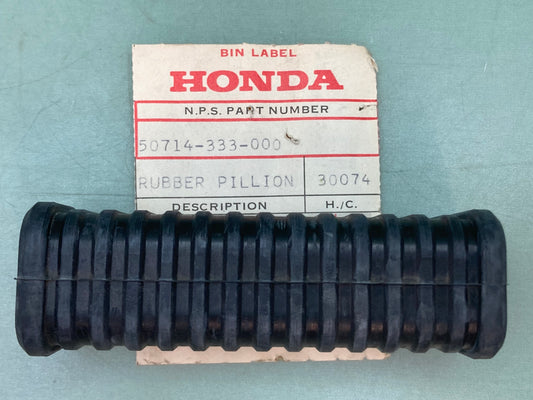 BIN LABEL
HONDA
N.P.S. PART NUMBER
50714-333-000
RUBBER PILLION 30074
DESCRIPTION H./C.